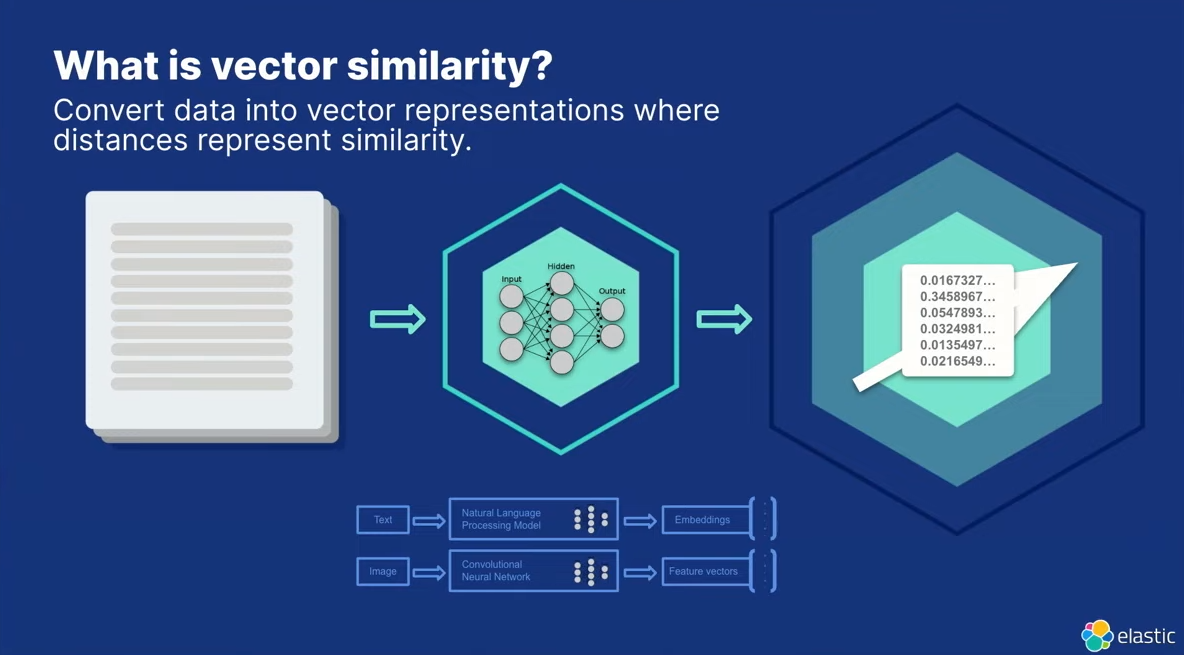 What is vector similarity?
Convert data into vector representations where
distances represent similarity.
Input
Hidden
Output
0.0167327...
0.3458967...
0.0547893...
0.0324981...
0.0135497...
0.0216549...
Text
Natural Language
Processing Model
Embeddings
Image
Convolutional
Neural Network
Feature vectors
elastic